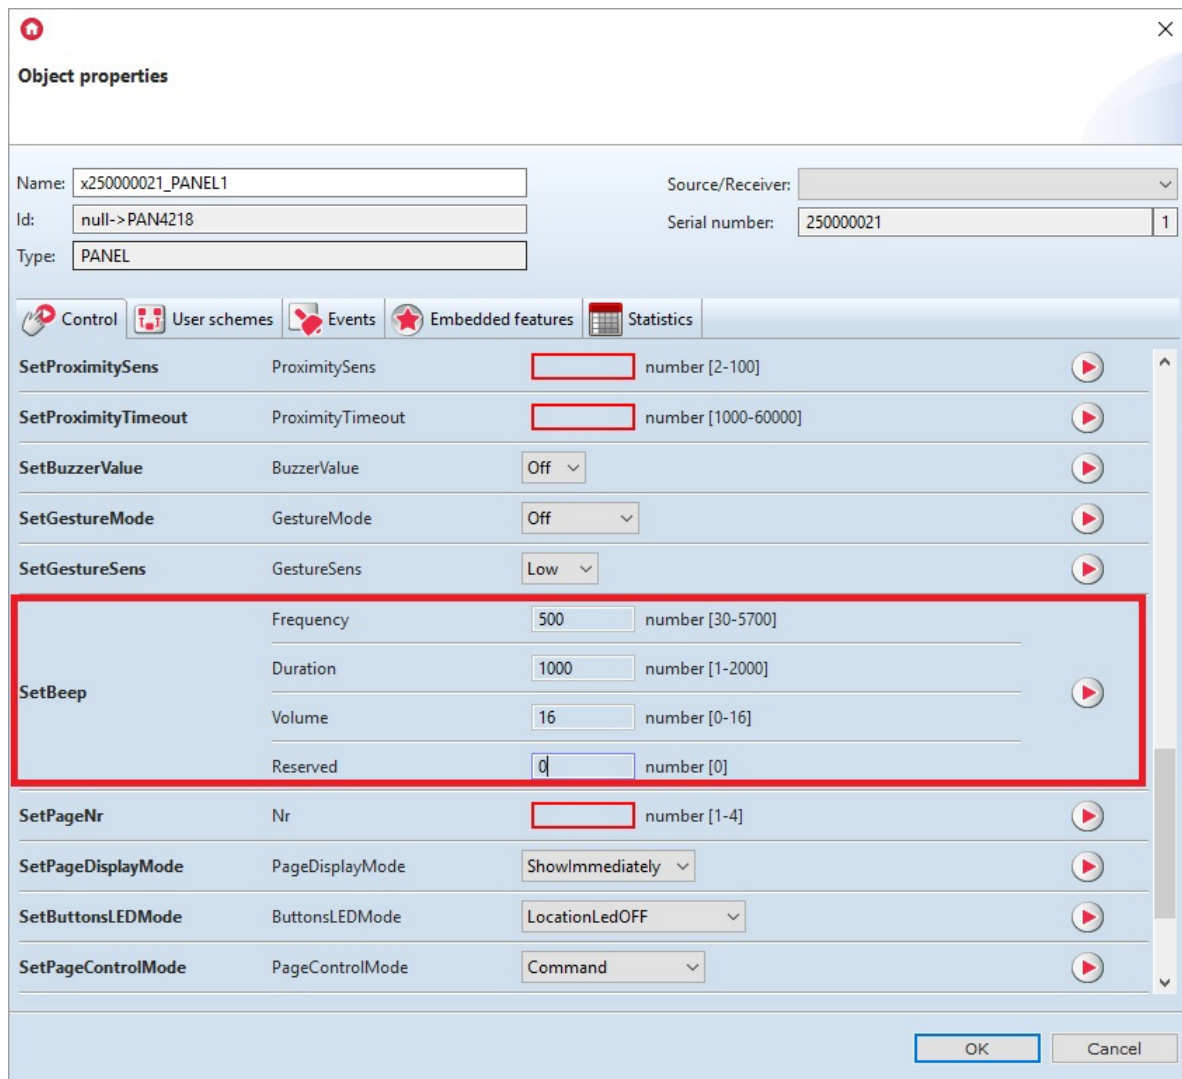 Object properties
Name: x250000021_PANEL1 Source/Receiver:
Id: null->PAN4218 Serial number: 250000021 1
Type: PANEL
Control User schemes Events Embedded features Statistics
SetProximitySens ProximitySens number [2-100]
SetProximityTimeout ProximityTimeout number [1000-60000]
SetBuzzerValue BuzzerValue Off
SetGestureMode GestureMode Off
SetGestureSens GestureSens Low
Frequency 500 number [30-5700]
Duration 1000 number [1-2000]
SetBeep
Volume 16 number [0-16]
Reserved 0 number [0]
SetPageNr Nr number [1-4]
SetPageDisplayMode PageDisplayMode ShowImmediately
SetButtonsLEDMode ButtonsLEDMode LocationLedOFF
SetPageControlMode PageControlMode Command
OK Cancel